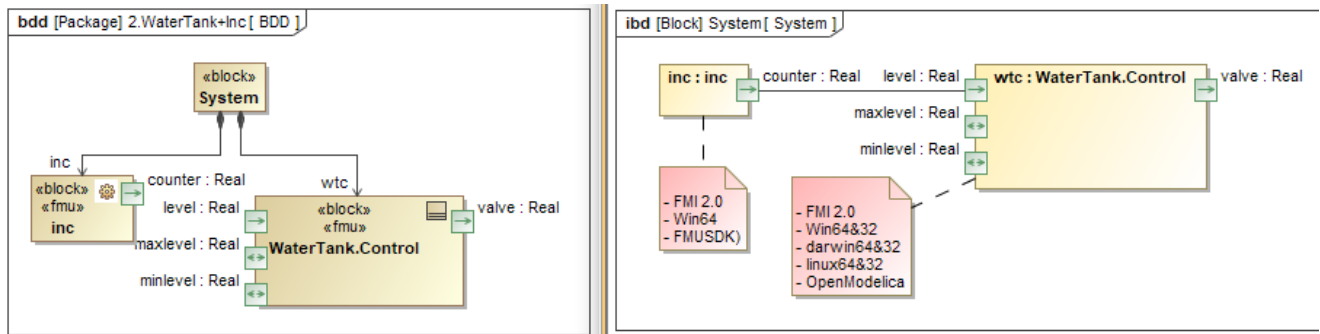 bdd [Package] 2.WaterTank+Inc [ BDD ]
«block»
System
inc
wtc
«block»
«fmu»
inc
counter : Real
level : Real
maxlevel : Real
minlevel : Real
«block»
«fmu»
WaterTank.Control
valve : Real
ibd [Block] System [ System ]
inc : inc
counter : Real
level : Real
maxlevel : Real
minlevel : Real
wtc : WaterTank.Control
valve : Real
- FMI 2.0
- Win64
- FMUSDK)
- FMI 2.0
- Win64&32
- darwin64&32
- linux64&32
- OpenModelica